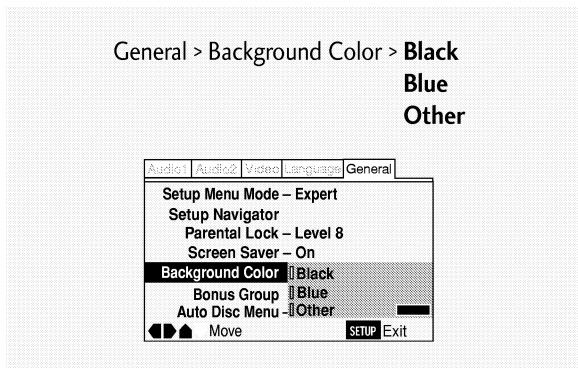 General > Background Color > Black
Blue
Other
Audio1 Audio2 Video Language General
Setup Menu Mode – Expert
Setup Navigator
Parental Lock – Level 8
Screen Saver – On
Background Color Black
Bonus Group Blue
Auto Disc Menu – Other
Move SETUP Exit